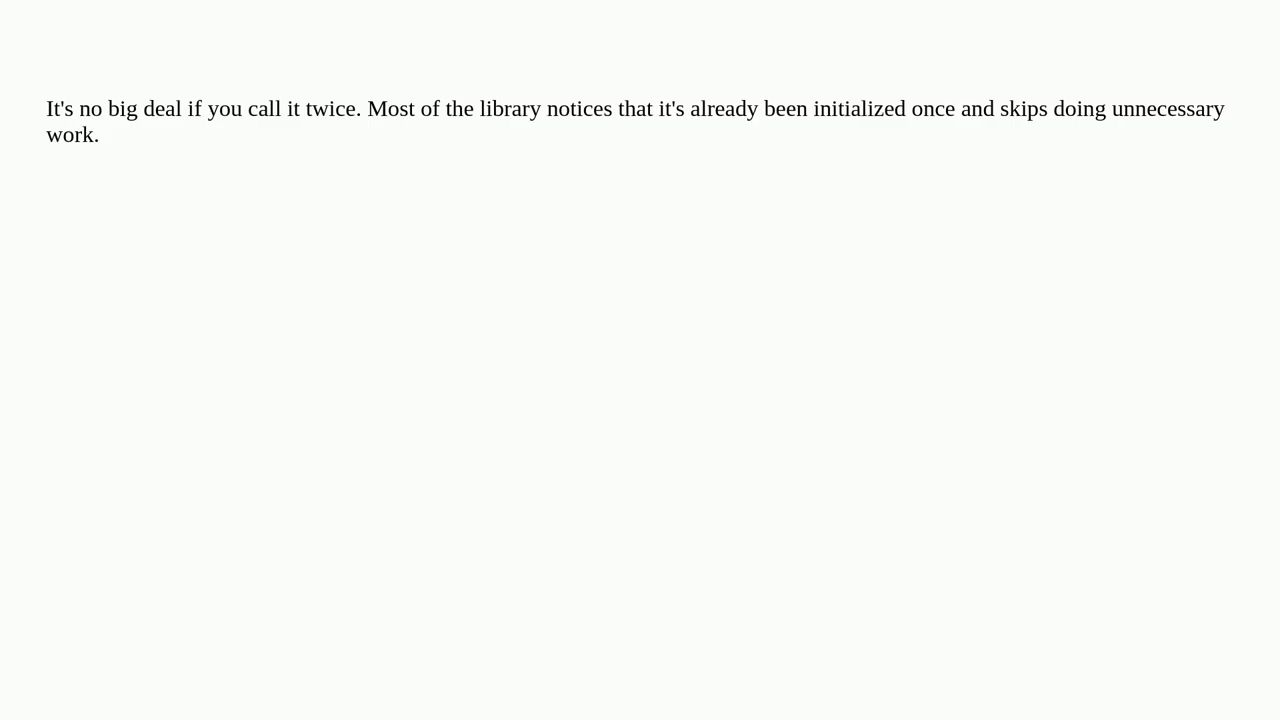 It's no big deal if you call it twice. Most of the library notices that it's already been initialized once and skips doing unnecessary
work.